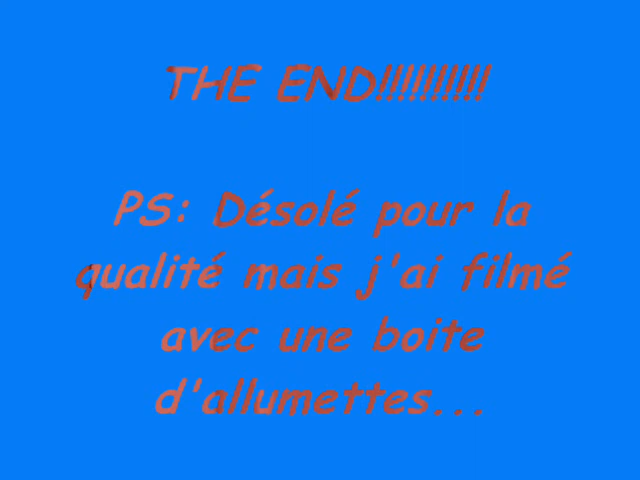 THE END!!!!!!!!!!
PS: Désolé pour la
qualité mais j'ai filmé
avec une boite
d'allumettes...